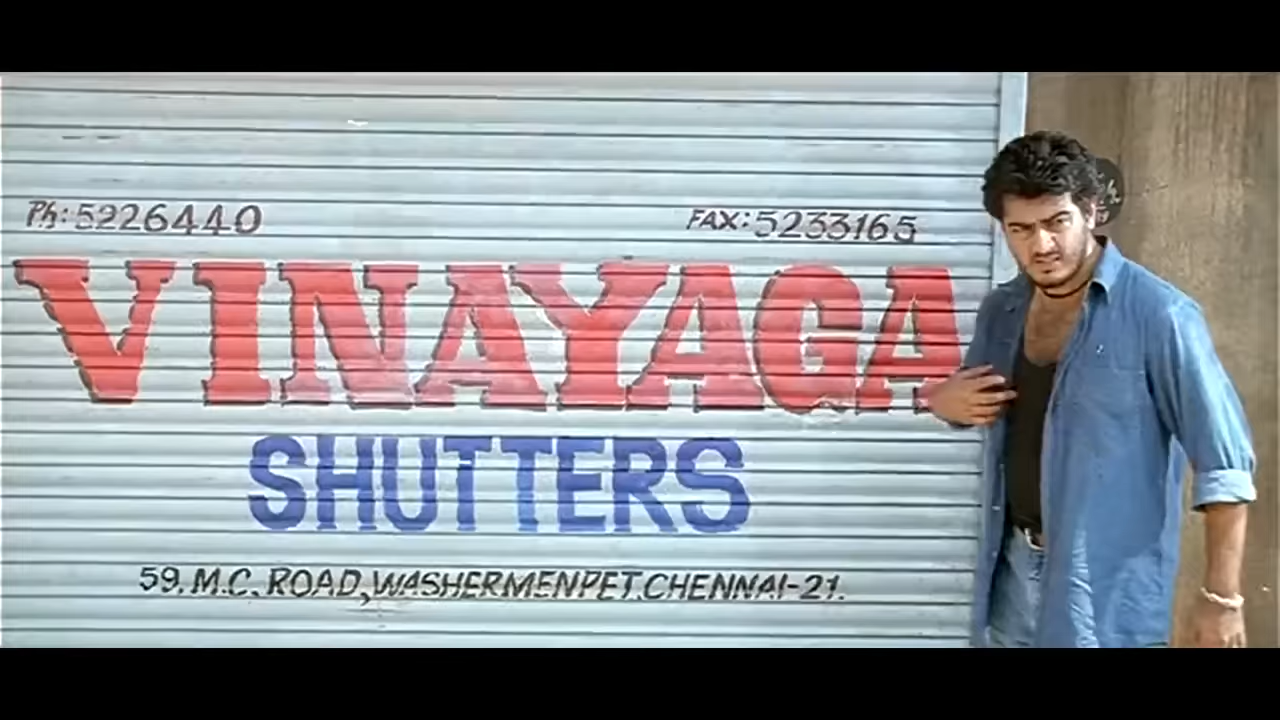 Ph: 5226440 FAX: 5233165
VINAYAGA
SHUTTERS
59, M.C. ROAD, WASHERMENPET. CHENNAI-21.